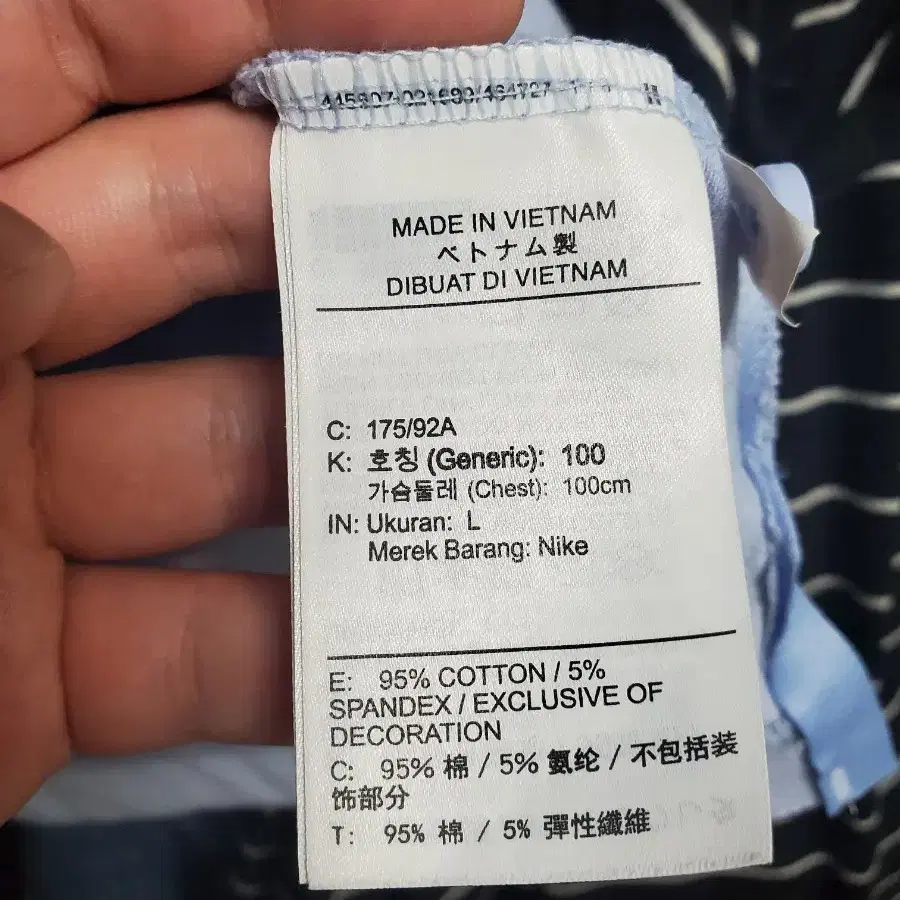 MADE IN VIETNAM
ベトナム製
DIBUAT DI VIETNAM
C: 175/92A
K: 호칭 (Generic): 100
가슴둘레 (Chest): 100cm
IN: Ukuran: L
Merek Barang: Nike
E: 95% COTTON / 5%
SPANDEX / EXCLUSIVE OF
DECORATION
C: 95% 棉 / 5% 氨纶 / 不包括装
饰部分
T: 95% 棉 / 5% 彈性纖維